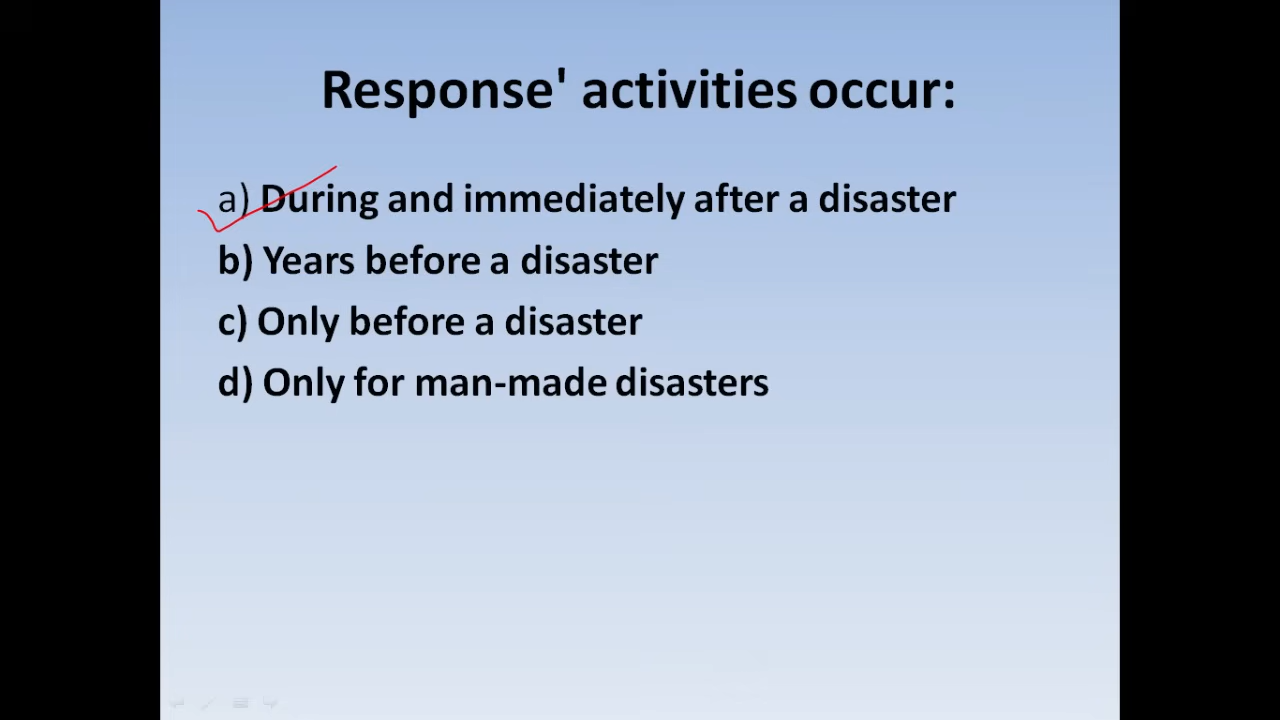 Response' activities occur:
a) During and immediately after a disaster
b) Years before a disaster
c) Only before a disaster
d) Only for man-made disasters